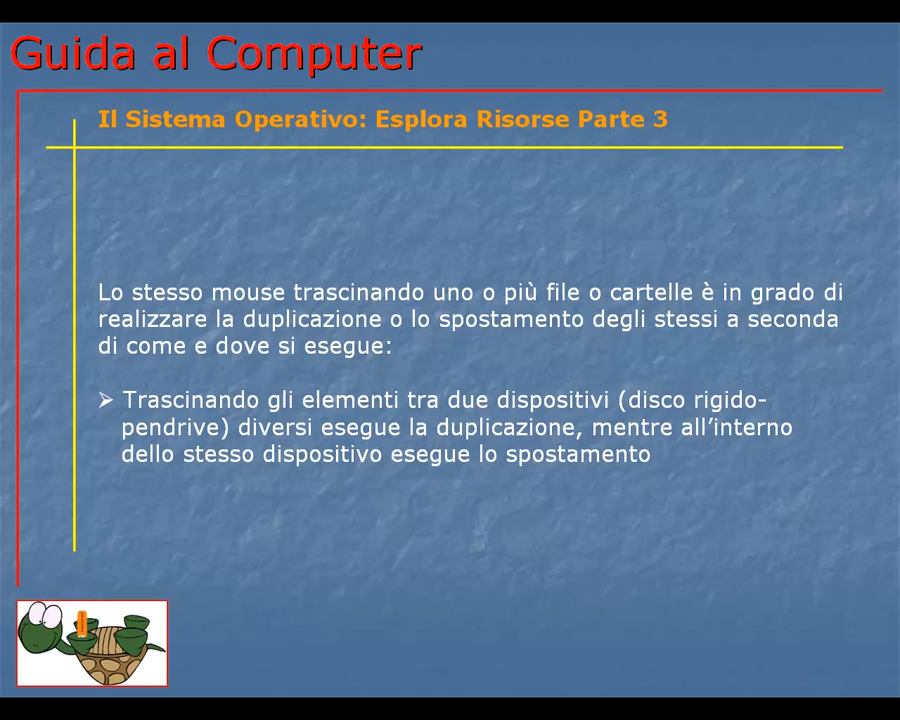 Guida al Computer
Il Sistema Operativo: Esplora Risorse Parte 3
Lo stesso mouse trascinando uno o più file o cartelle è in grado di
realizzare la duplicazione o lo spostamento degli stessi a seconda
di come e dove si esegue:
➢ Trascinando gli elementi tra due dispositivi (disco rigido-
pendrive) diversi esegue la duplicazione, mentre all’interno
dello stesso dispositivo esegue lo spostamento